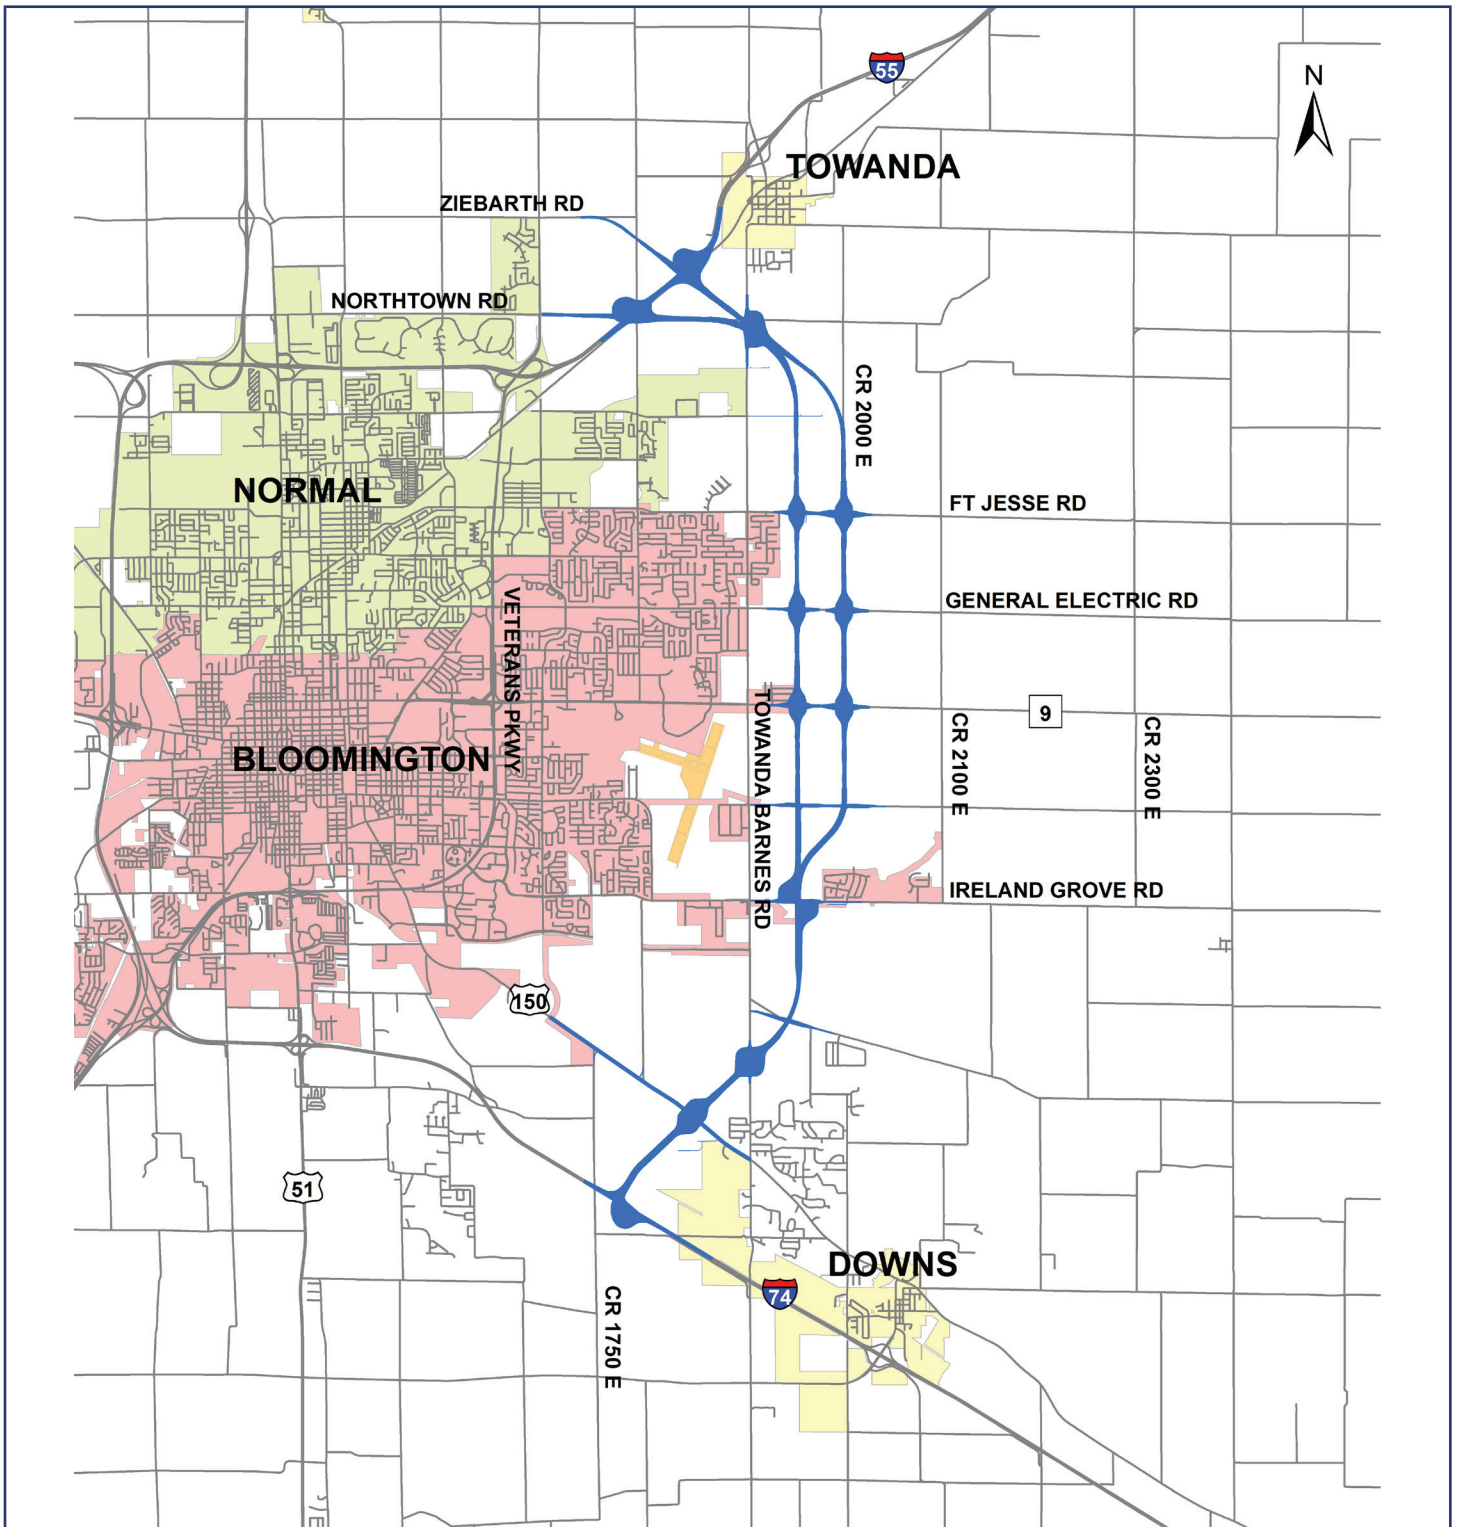 55
N
TOWANDA
ZIEBARTH RD
NORTHTOWN RD
CR 2000 E
NORMAL
FT JESSE RD
GENERAL ELECTRIC RD
VETERANS PKWY
TOWANDA BARNES RD
9
CR 2100 E
CR 2300 E
BLOOMINGTON
IRELAND GROVE RD
150
51
DOWNS
74
CR 1750 E